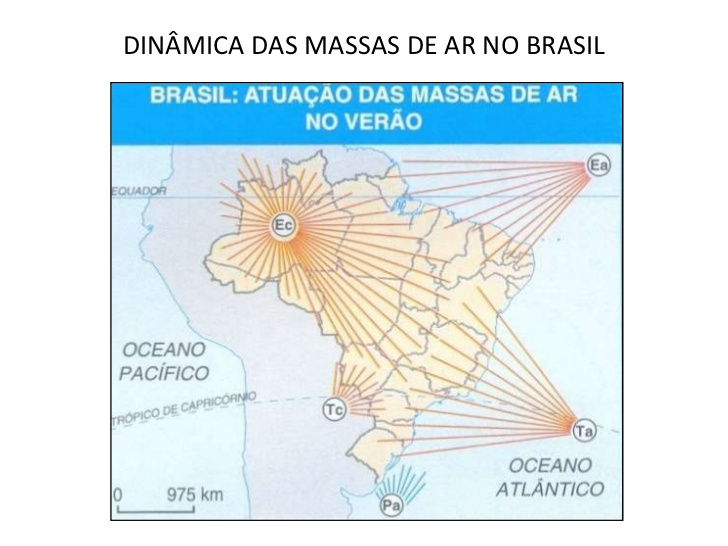 DINÂMICA DAS MASSAS DE AR NO BRASIL
BRASIL: ATUAÇÃO DAS MASSAS DE AR
NO VERÃO
Ea
EQUADOR
Ec
OCEANO
PACÍFICO
TRÓPICO DE CAPRICÓRNIO
Tc
Ta
OCEANO
ATLÂNTICO
0 975 km
Pa